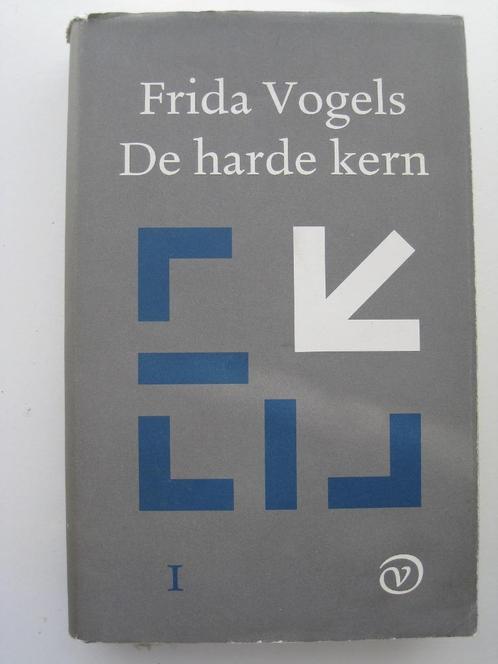 Frida Vogels
De harde kern
I
v